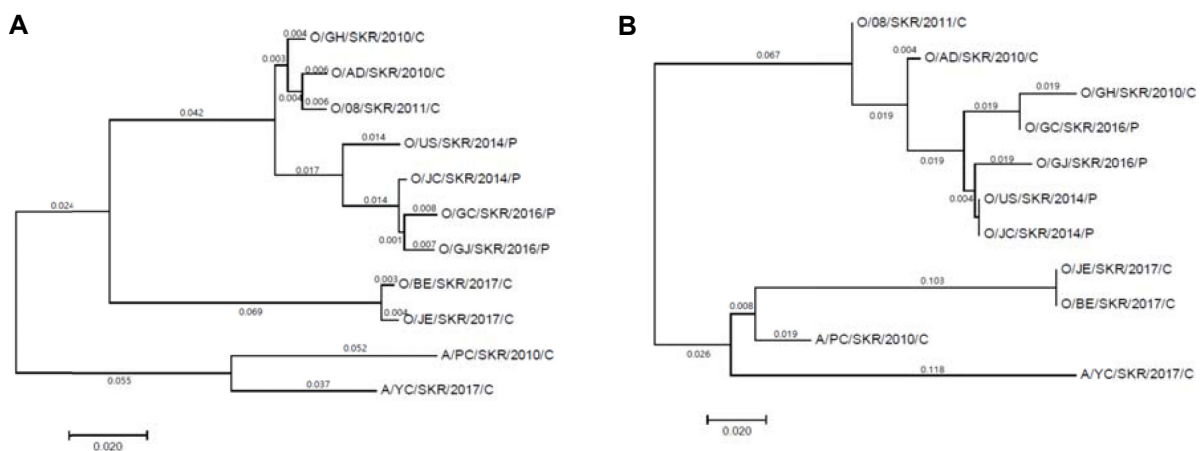 A
0.004
O/GH/SKR/2010/C
0.003
0.006
O/AD/SKR/2010/C
0.004
0.006
O/08/SKR/2011/C
0.042
0.014
O/US/SKR/2014/P
0.017
O/JC/SKR/2014/P
0.014
0.008
O/GC/SKR/2016/P
0.001
0.007
O/GJ/SKR/2016/P
0.024
0.003
O/BE/SKR/2017/C
0.069
0.004
O/JE/SKR/2017/C
0.052
A/PC/SKR/2010/C
0.055
0.037
A/YC/SKR/2017/C
0.020
B
O/08/SKR/2011/C
0.067
0.004
O/AD/SKR/2010/C
0.019
0.019
O/GH/SKR/2010/C
O/GC/SKR/2016/P
0.019
0.019
O/GJ/SKR/2016/P
0.004
O/US/SKR/2014/P
O/JC/SKR/2014/P
O/JE/SKR/2017/C
0.103
O/BE/SKR/2017/C
0.008
0.019
A/PC/SKR/2010/C
0.026
0.118
A/YC/SKR/2017/C
0.020